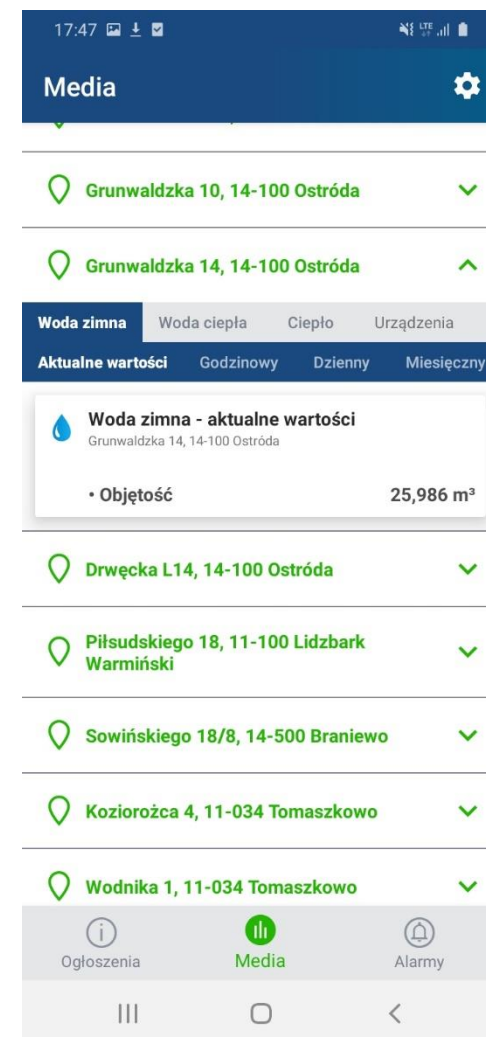 17:47
LTE
Media
Grunwaldzka 10, 14-100 Ostróda
Grunwaldzka 14, 14-100 Ostróda
Woda zimna Woda ciepła Ciepło Urządzenia
Aktualne wartości Godzinowy Dzienny Miesięczny
Woda zimna - aktualne wartości
Grunwaldzka 14, 14-100 Ostróda
• Objętość 25,986 m³
Drwęcka L14, 14-100 Ostróda
Piłsudskiego 18, 11-100 Lidzbark
Warmiński
Sowińskiego 18/8, 14-500 Braniewo
Koziorożca 4, 11-034 Tomaszkowo
Wodnika 1, 11-034 Tomaszkowo
Ogłoszenia Media Alarmy